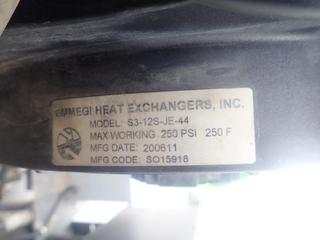 EMMEGI HEAT EXCHANGERS, INC.
MODEL: S3-12S-JE-44
MAX WORKING 250 PSI 250 F
MFG DATE: 200611
MFG CODE: SO15918